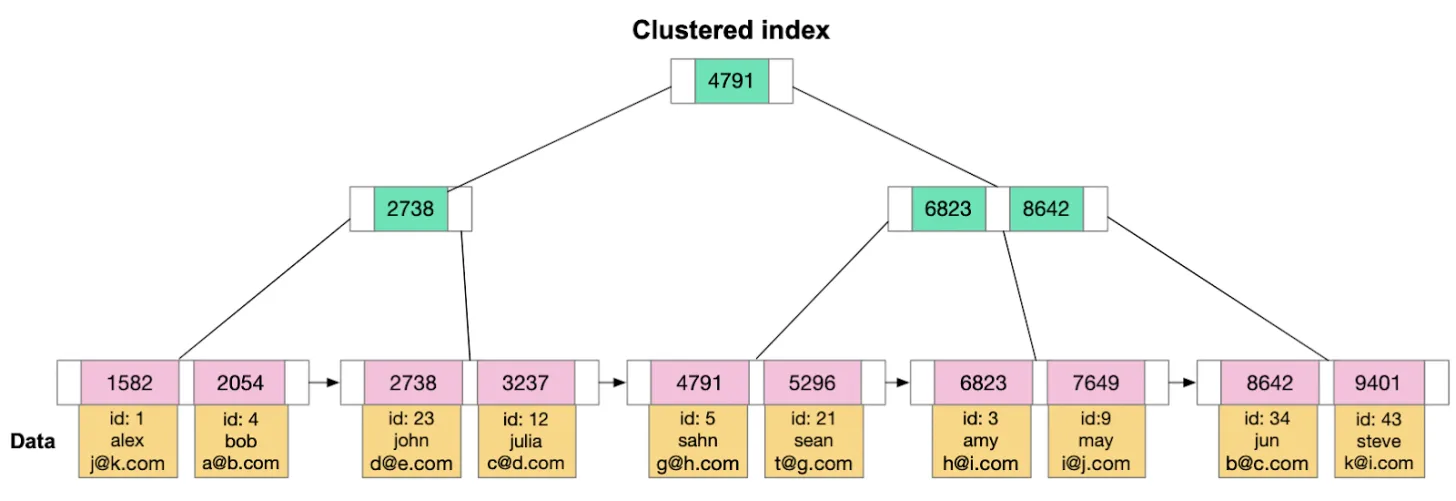 Clustered index
4791
2738
6823 8642
1582 2054 2738 3237 4791 5296 6823 7649 8642 9401
id: 1 id: 4 id: 23 id: 12 id: 5 id: 21 id: 3 id:9 id: 34 id: 43
Data alex bob john julia sahn sean amy may jun steve
j@k.com a@b.com d@e.com c@d.com g@h.com t@g.com h@i.com i@j.com b@c.com k@i.com